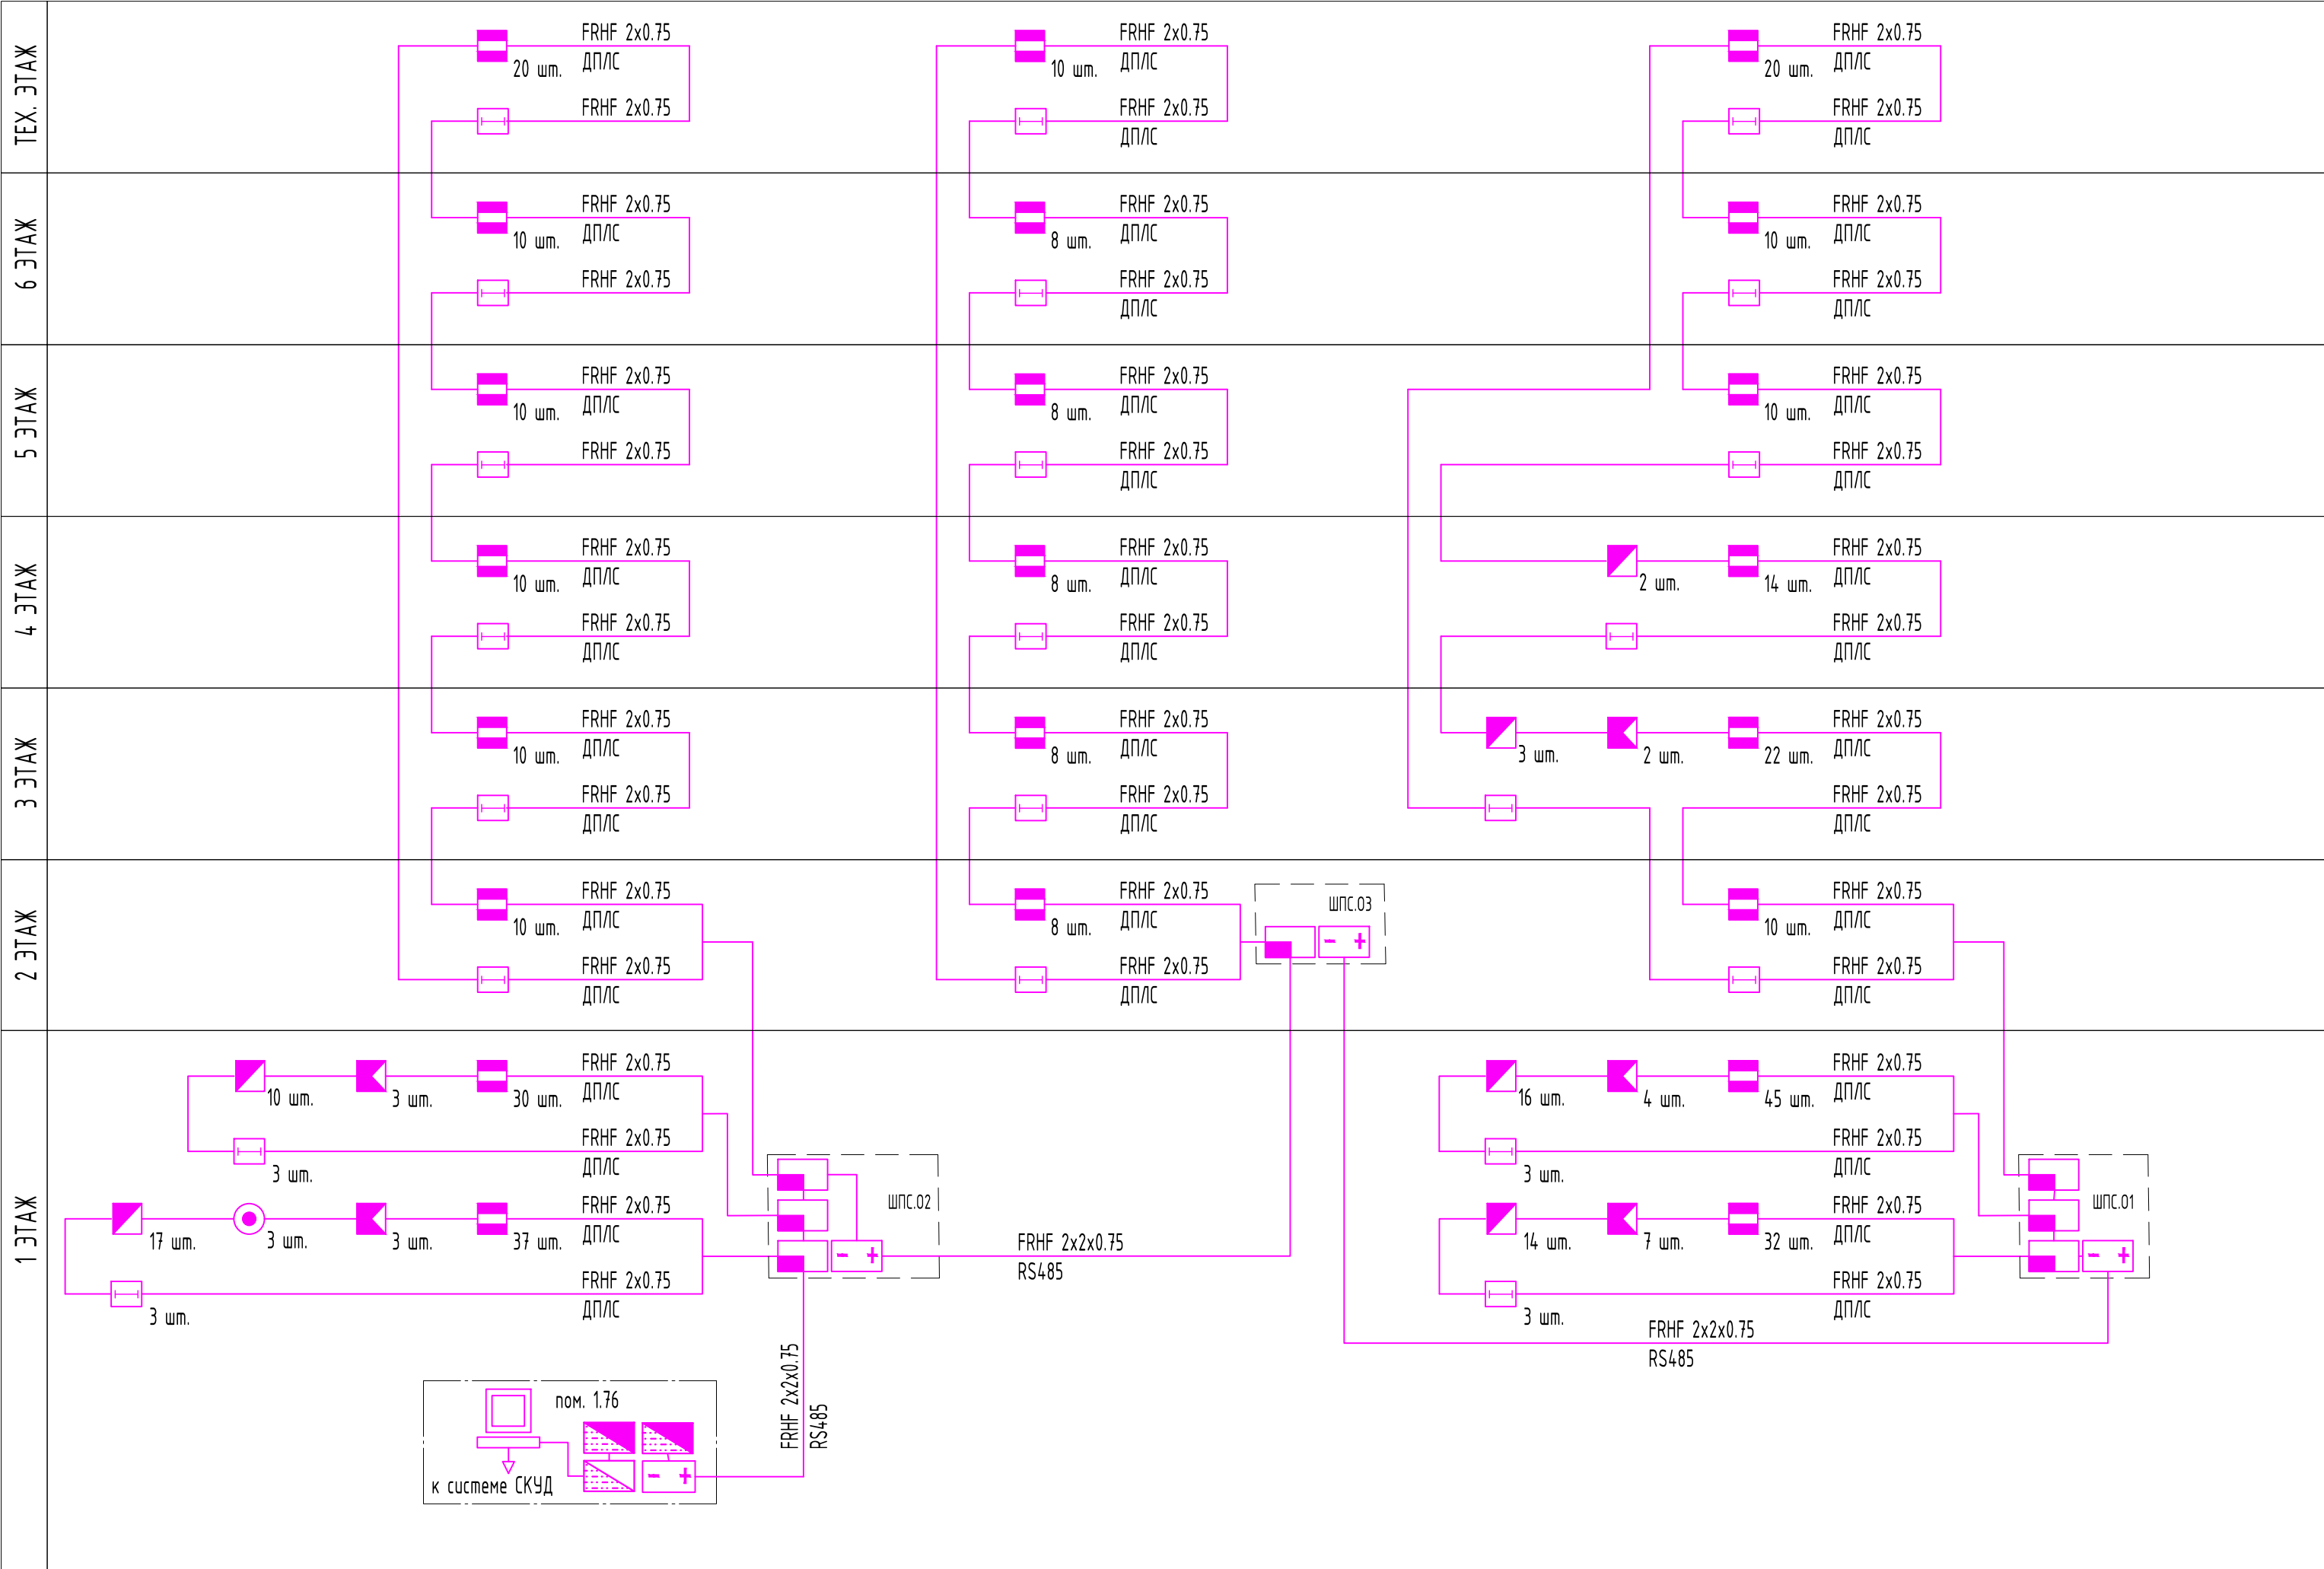 ТЕХ. ЭТАЖ
FRHF 2x0.75
ДПЛС
20 шт.
FRHF 2x0.75
FRHF 2x0.75
ДПЛС
10 шт.
FRHF 2x0.75
ДПЛС
FRHF 2x0.75
ДПЛС
20 шт.
FRHF 2x0.75
ДПЛС
6 ЭТАЖ
FRHF 2x0.75
ДПЛС
10 шт.
FRHF 2x0.75
FRHF 2x0.75
ДПЛС
8 шт.
FRHF 2x0.75
ДПЛС
FRHF 2x0.75
ДПЛС
10 шт.
FRHF 2x0.75
ДПЛС
5 ЭТАЖ
FRHF 2x0.75
ДПЛС
10 шт.
FRHF 2x0.75
FRHF 2x0.75
ДПЛС
8 шт.
FRHF 2x0.75
ДПЛС
FRHF 2x0.75
ДПЛС
10 шт.
FRHF 2x0.75
ДПЛС
4 ЭТАЖ
FRHF 2x0.75
ДПЛС
10 шт.
FRHF 2x0.75
ДПЛС
FRHF 2x0.75
ДПЛС
8 шт.
FRHF 2x0.75
ДПЛС
2 шт.
FRHF 2x0.75
ДПЛС
14 шт.
FRHF 2x0.75
ДПЛС
3 ЭТАЖ
FRHF 2x0.75
ДПЛС
10 шт.
FRHF 2x0.75
ДПЛС
FRHF 2x0.75
ДПЛС
8 шт.
FRHF 2x0.75
ДПЛС
3 шт.
2 шт.
FRHF 2x0.75
ДПЛС
22 шт.
FRHF 2x0.75
ДПЛС
2 ЭТАЖ
FRHF 2x0.75
ДПЛС
10 шт.
FRHF 2x0.75
ДПЛС
FRHF 2x0.75
ДПЛС
8 шт.
FRHF 2x0.75
ДПЛС
ШПС.03
- +
FRHF 2x0.75
ДПЛС
10 шт.
FRHF 2x0.75
ДПЛС
1 ЭТАЖ
10 шт.
3 шт.
30 шт.
FRHF 2x0.75
ДПЛС
FRHF 2x0.75
ДПЛС
3 шт.
17 шт.
3 шт.
3 шт.
37 шт.
FRHF 2x0.75
ДПЛС
FRHF 2x0.75
ДПЛС
3 шт.
ШПС.02
- +
FRHF 2x2x0.75
RS485
16 шт.
4 шт.
45 шт.
FRHF 2x0.75
ДПЛС
FRHF 2x0.75
ДПЛС
3 шт.
14 шт.
7 шт.
32 шт.
FRHF 2x0.75
ДПЛС
FRHF 2x0.75
ДПЛС
3 шт.
ШПС.01
- +
FRHF 2x2x0.75
RS485
FRHF 2x2x0.75
RS485
пом. 1.76
- +
к системе СКУД